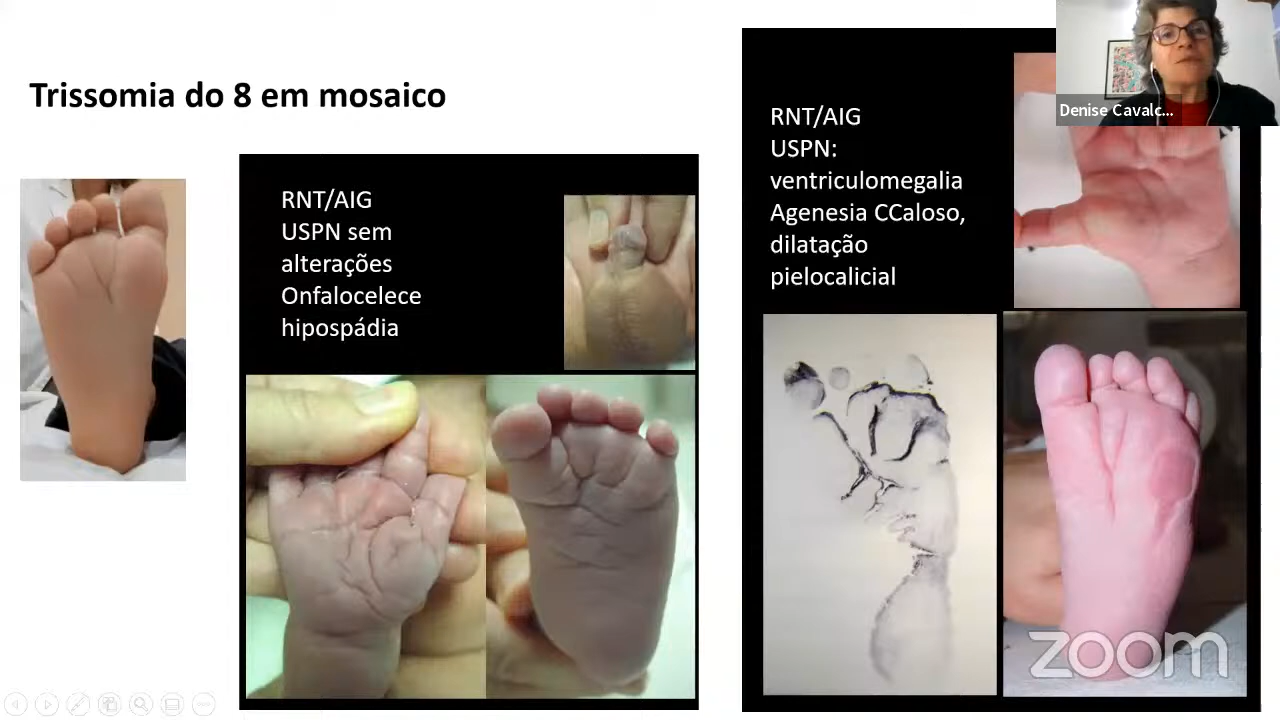 Trissomia do 8 em mosaico
RNT/AIG
USPN sem
alterações
Onfalocelece
hipospádia
RNT/AIG
USPN:
ventriculomegalia
Agenesia CCaloso,
dilatação
pielocalicial
Denise Cavalc...
zoom